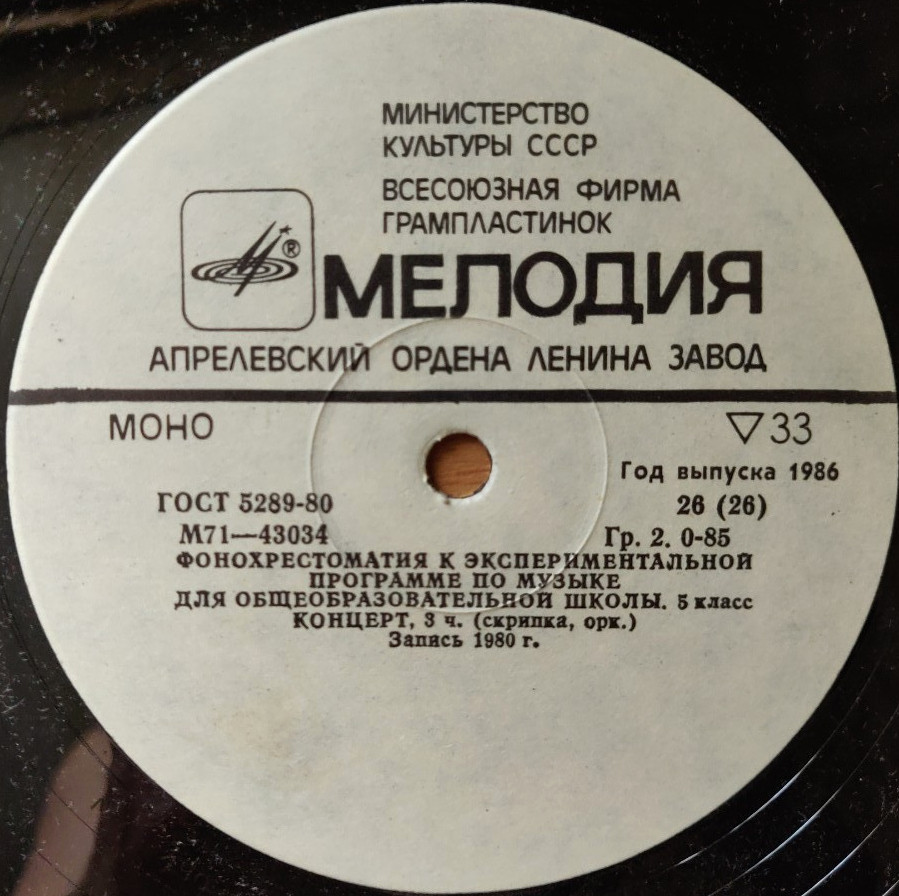 МИНИСТЕРСТВО
КУЛЬТУРЫ СССР
ВСЕСОЮЗНАЯ ФИРМА
ГРАМПЛАСТИНОК
®
МЕЛОДИЯ
АПРЕЛЕВСКИЙ ОРДЕНА ЛЕНИНА ЗАВОД
МОНО ▽33
Год выпуска 1986
ГОСТ 5289-80 26 (26)
М71—43034 Гр. 2. 0-85
ФОНОХРЕСТОМАТИЯ К ЭКСПЕРИМЕНТАЛЬНОЙ
ПРОГРАММЕ ПО МУЗЫКЕ
ДЛЯ ОБЩЕОБРАЗОВАТЕЛЬНОЙ ШКОЛЫ. 5 класс
КОНЦЕРТ, 3 ч. (скрипка, орк.)
Запись 1980 г.